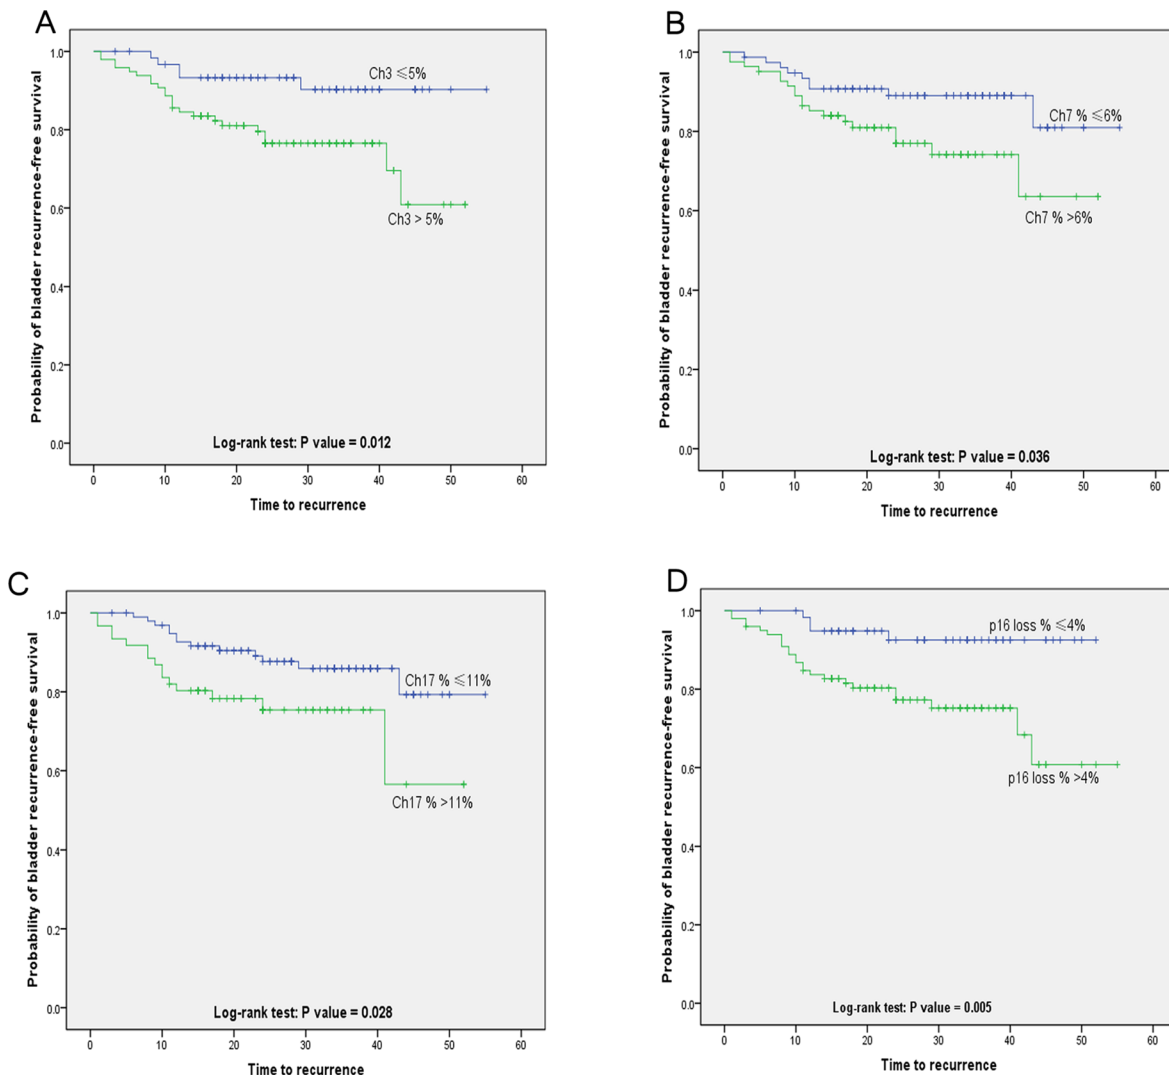 A
Probability of bladder recurrence-free survival
1.0
0.8
0.6
0.4
0.2
0.0
Ch3 ≤5%
Ch3 > 5%
Log-rank test: P value = 0.012
0 10 20 30 40 50 60
Time to recurrence
B
Probability of bladder recurrence-free survival
1.0
0.8
0.6
0.4
0.2
0.0
Ch7 % ≤6%
Ch7 % >6%
Log-rank test: P value = 0.036
0 10 20 30 40 50 60
Time to recurrence
C
Probability of bladder recurrence-free survival
1.0
0.8
0.6
0.4
0.2
0.0
Ch17 % ≤11%
Ch17 % >11%
Log-rank test: P value = 0.028
0 10 20 30 40 50 60
Time to recurrence
D
Probability of bladder recurrence-free survival
1.0
0.8
0.6
0.4
0.2
0.0
p16 loss % ≤4%
p16 loss % >4%
Log-rank test: P value = 0.005
0 10 20 30 40 50 60
Time to recurrence